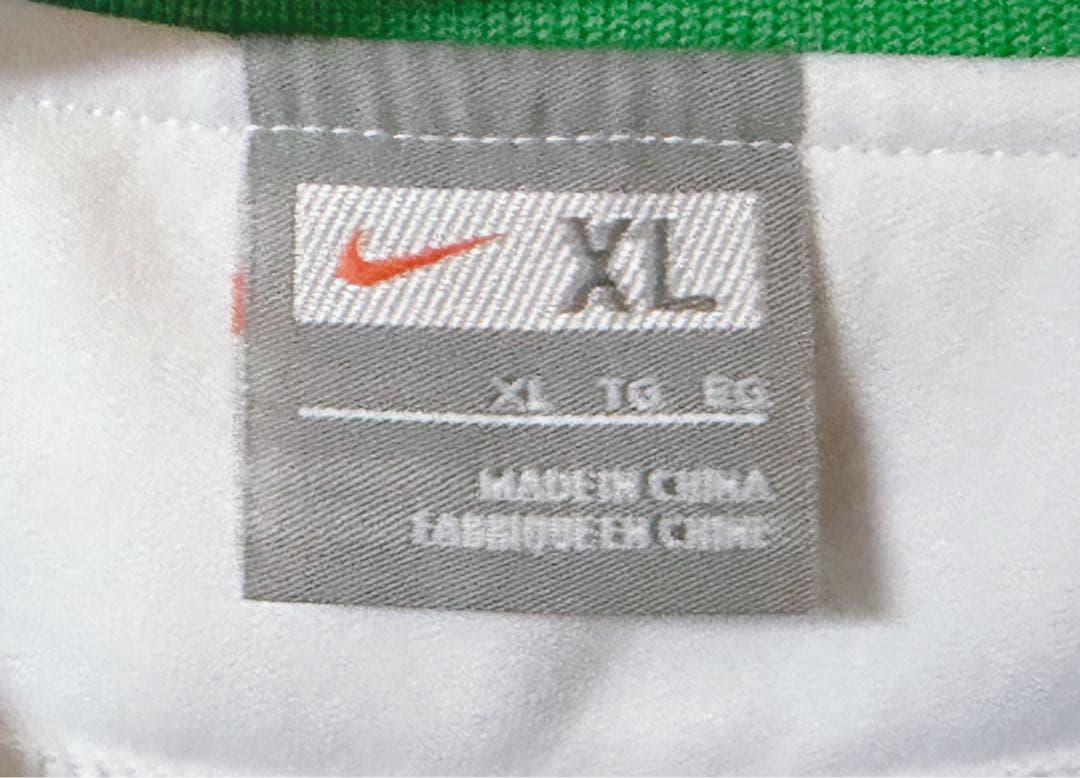 XL
XL TG EG
MADE IN CHINA
FABRIQUE EN CHINE